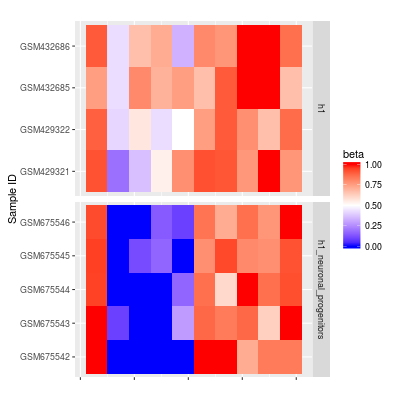 GSM432686
GSM432685
GSM429322
GSM429321
h1
GSM675546
GSM675545
GSM675544
GSM675543
GSM675542
h1_neuronal_progenitors
Sample ID
beta
1.00
0.75
0.50
0.25
0.00